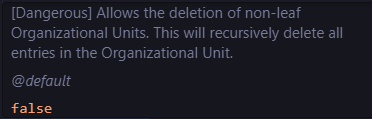 [Dangerous] Allows the deletion of non-leaf
Organizational Units. This will recursively delete all
entries in the Organizational Unit.
@default
false